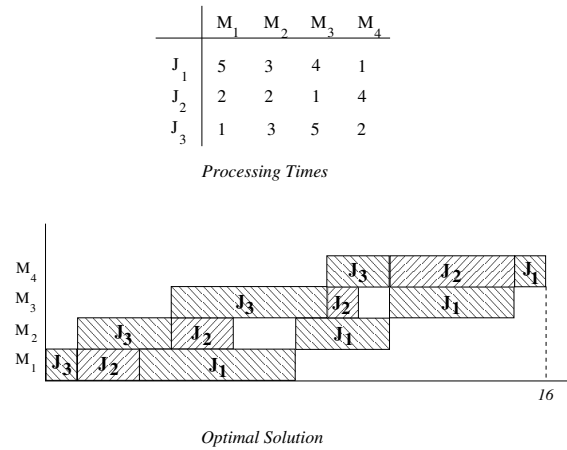 M1 M2 M3 M4
J1 5 3 4 1
J2 2 2 1 4
J3 1 3 5 2
Processing Times
M4 J3 J2 J1
M3 J3 J2 J1
M2 J3 J2 J1
M1 J3 J2 J1
16
Optimal Solution